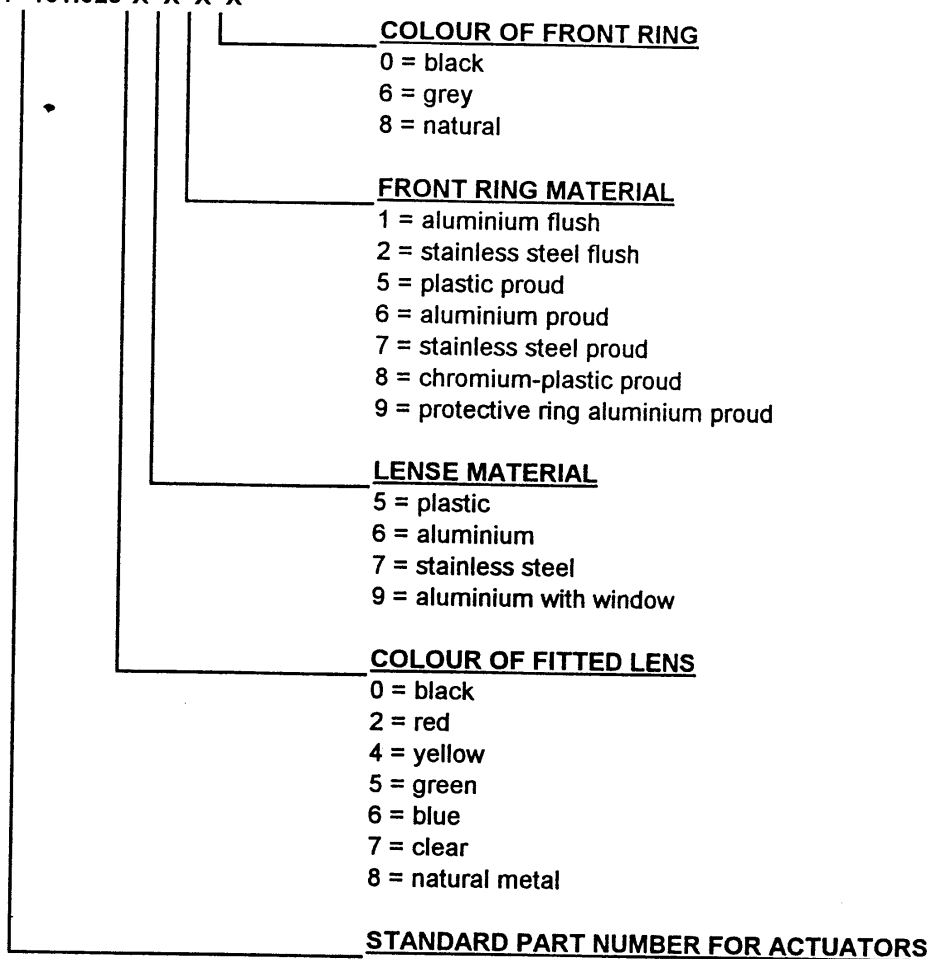 COLOUR OF FRONT RING
0 = black
6 = grey
8 = natural
FRONT RING MATERIAL
1 = aluminium flush
2 = stainless steel flush
5 = plastic proud
6 = aluminium proud
7 = stainless steel proud
8 = chromium-plastic proud
9 = protective ring aluminium proud
LENSE MATERIAL
5 = plastic
6 = aluminium
7 = stainless steel
9 = aluminium with window
COLOUR OF FITTED LENS
0 = black
2 = red
4 = yellow
5 = green
6 = blue
7 = clear
8 = natural metal
STANDARD PART NUMBER FOR ACTUATORS